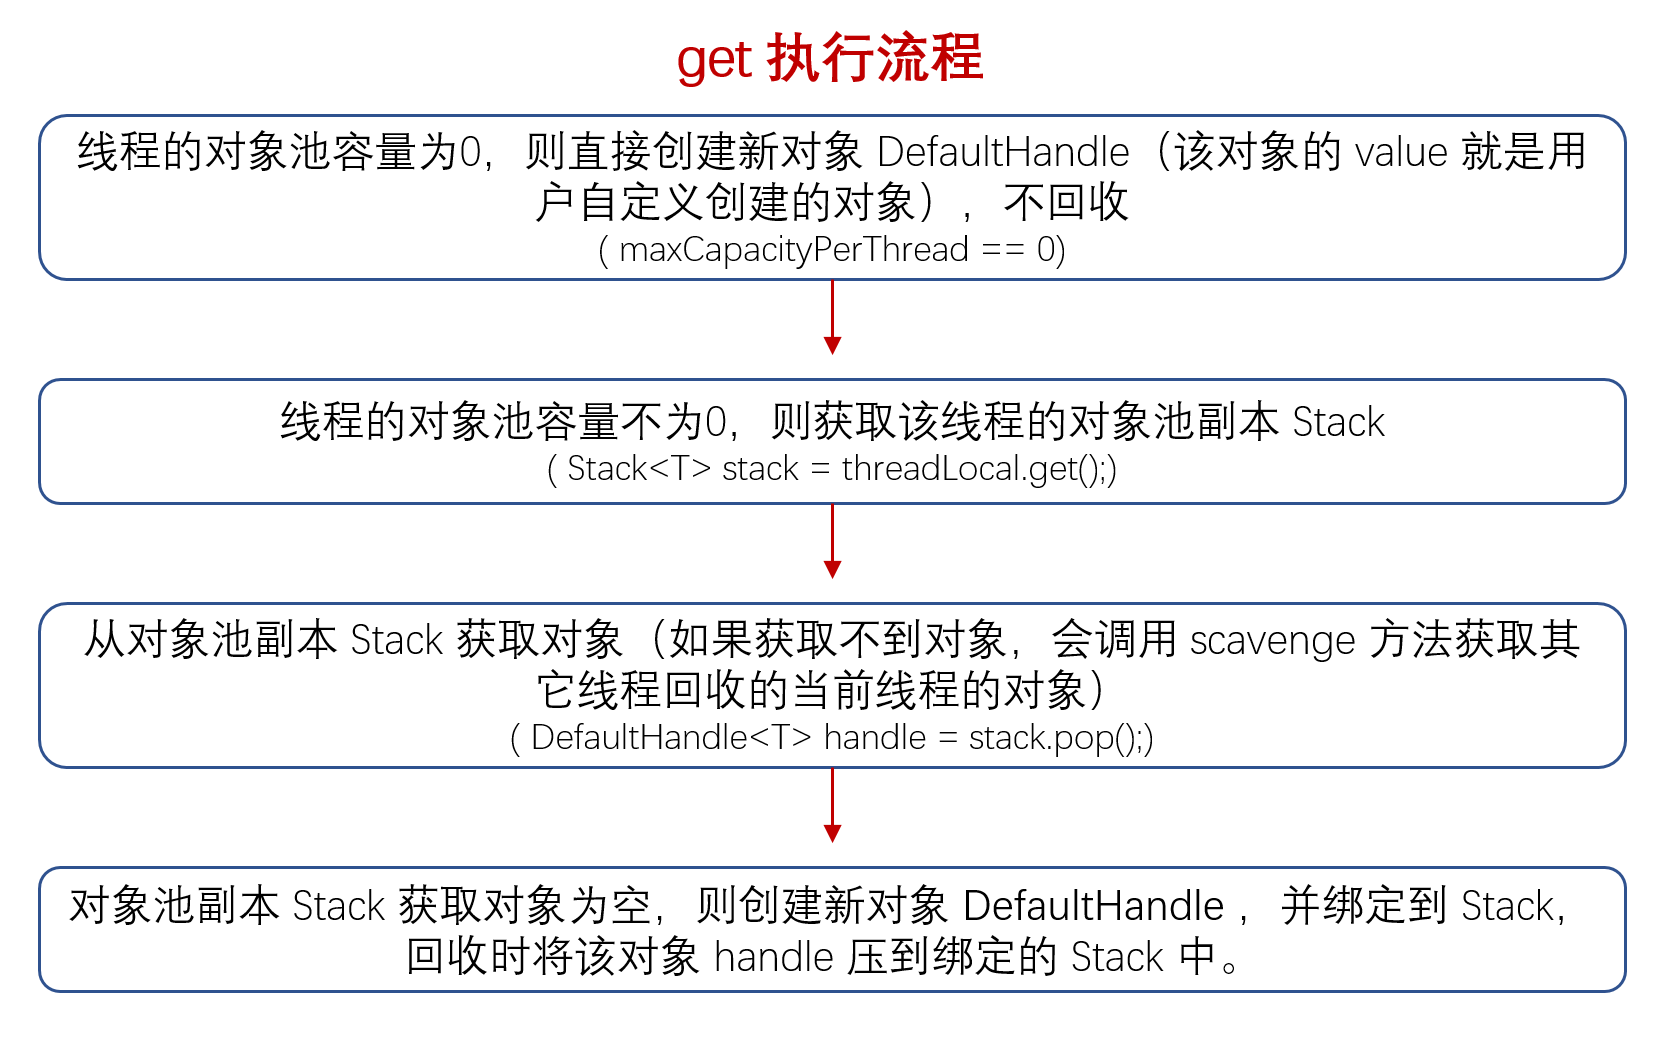 get 执行流程
线程的对象池容量为0，则直接创建新对象 DefaultHandle（该对象的 value 就是用
户自定义创建的对象），不回收
( maxCapacityPerThread == 0)
线程的对象池容量不为0，则获取该线程的对象池副本 Stack
( Stack<T> stack = threadLocal.get();)
从对象池副本 Stack 获取对象（如果获取不到对象，会调用 scavenge 方法获取其
它线程回收的当前线程的对象）
( DefaultHandle<T> handle = stack.pop();)
对象池副本 Stack 获取对象为空，则创建新对象 DefaultHandle ，并绑定到 Stack，
回收时将该对象 handle 压到绑定的 Stack 中。